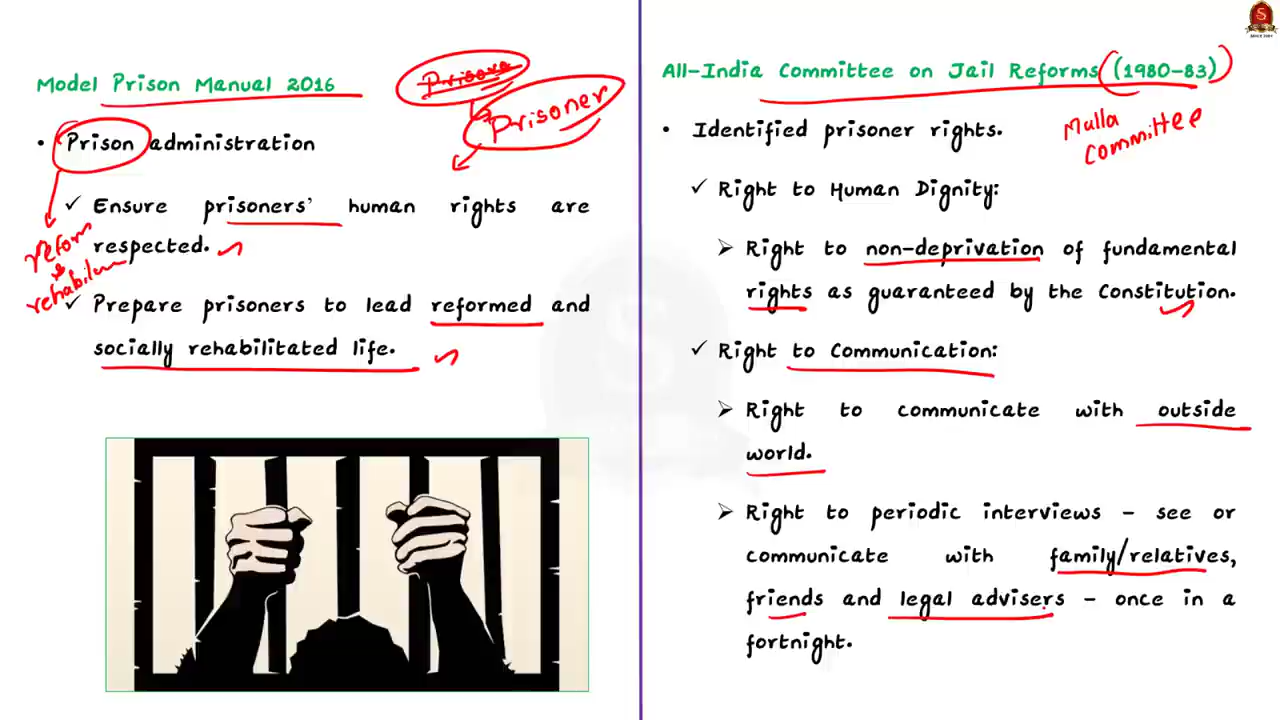 Model Prison Manual 2016
• Prison administration
✓ Ensure prisoners' human rights are
respected.
✓ Prepare prisoners to lead reformed and
socially rehabilitated life.
Prisoner
reform
&
All-India Committee on Jail Reforms (1980-83)
Mulla
Committee
• Identified prisoner rights.
✓ Right to Human Dignity:
➢ Right to non-deprivation of fundamental
rights as guaranteed by the Constitution.
✓ Right to Communication:
➢ Right to communicate with outside
world.
➢ Right to periodic interviews – see or
communicate with family/relatives,
friends and legal advisers – once in a
fortnight.
S